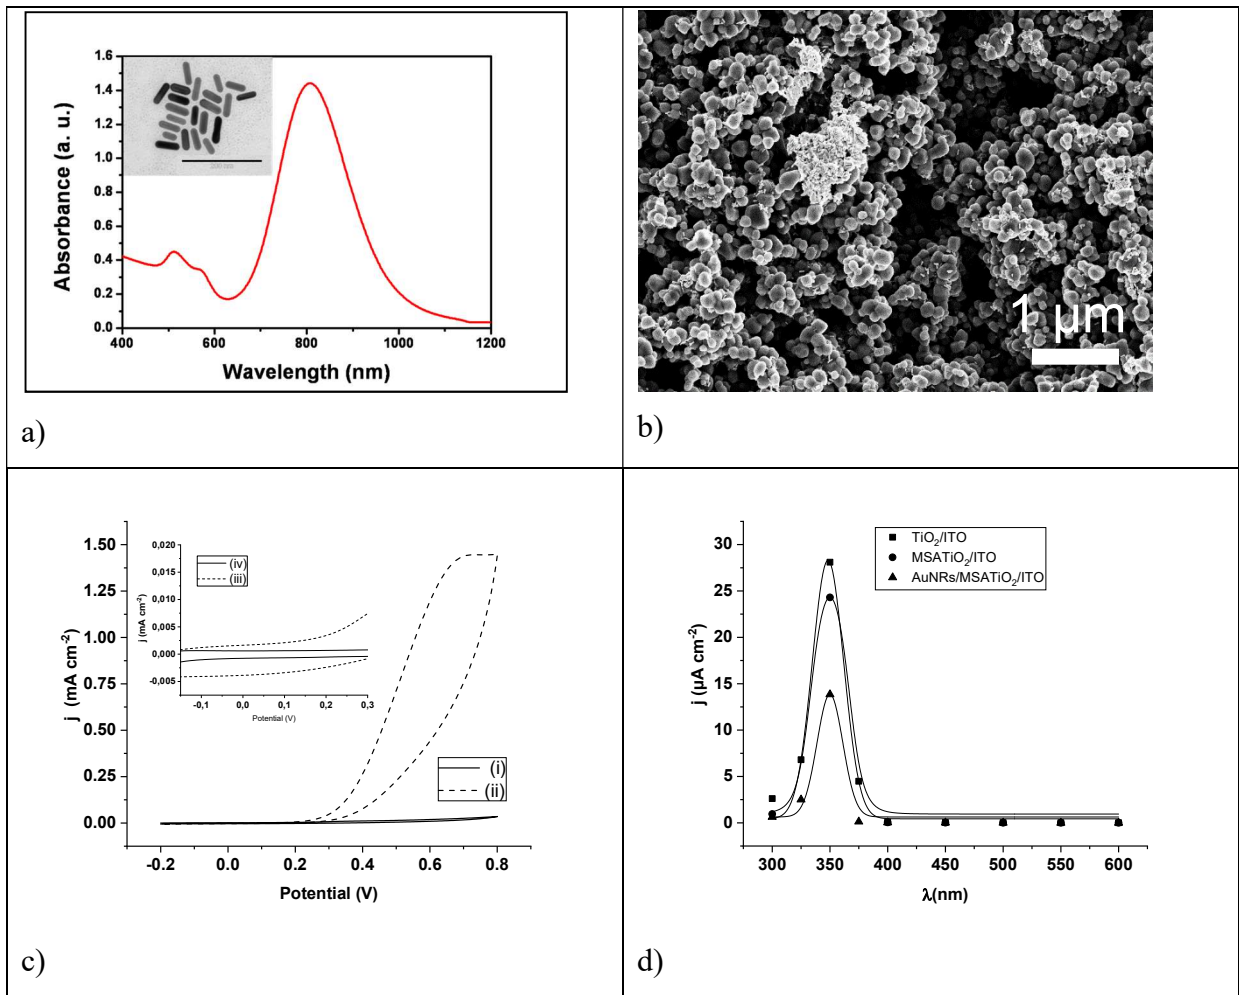 1.6
1.4
1.2
1.0
0.8
0.6
0.4
0.2
0.0
Absorbance (a. u.)
400 600 800 1000 1200
Wavelength (nm)
a)
1 µm
b)
1.50
1.25
1.00
0.75
0.50
0.25
0.00
j (mA cm-2)
-0.2 0.0 0.2 0.4 0.6 0.8
Potential (V)
(i)
(ii)
0,020
0,015
0,010
0,005
0,000
-0,005
j (mA cm-2)
-0,1 0,0 0,1 0,2 0,3
Potential (V)
(iv)
(iii)
c)
30
25
20
15
10
5
0
j (µA cm-2)
300 350 400 450 500 550 600
λ(nm)
TiO2/ITO
MSATiO2/ITO
AuNRs/MSATiO2/ITO
d)